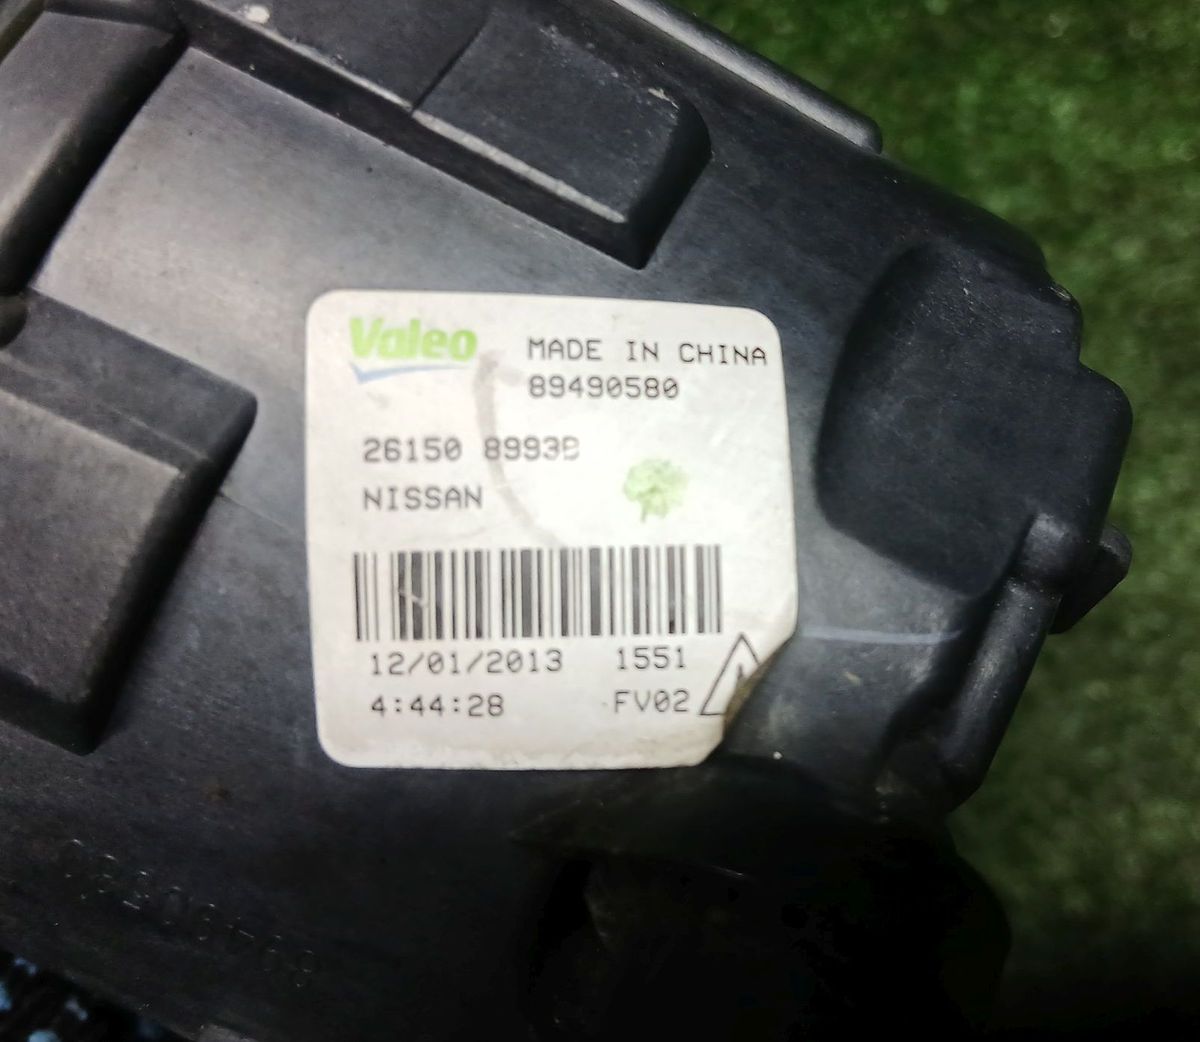 Valeo
MADE IN CHINA
89490580
26150 8993B
NISSAN
12/01/2013 1551
4:44:28 FV02